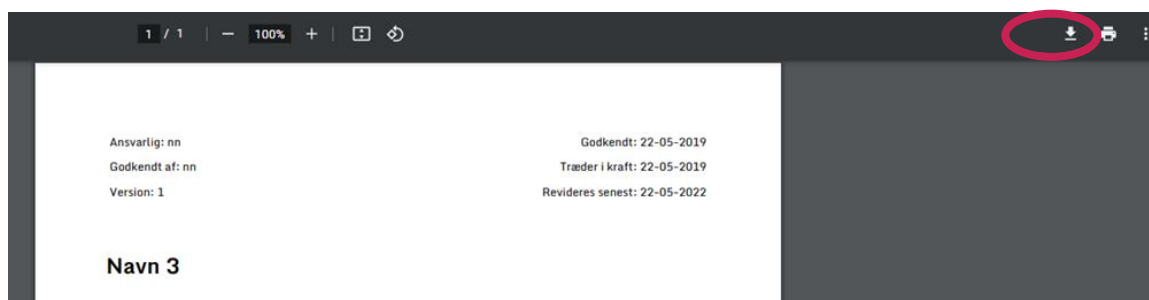 1 / 1 | − 100% + |
Ansvarlig: nn
Godkendt: 22-05-2019
Godkendt af: nn
Træder i kraft: 22-05-2019
Version: 1
Revideres senest: 22-05-2022
Navn 3